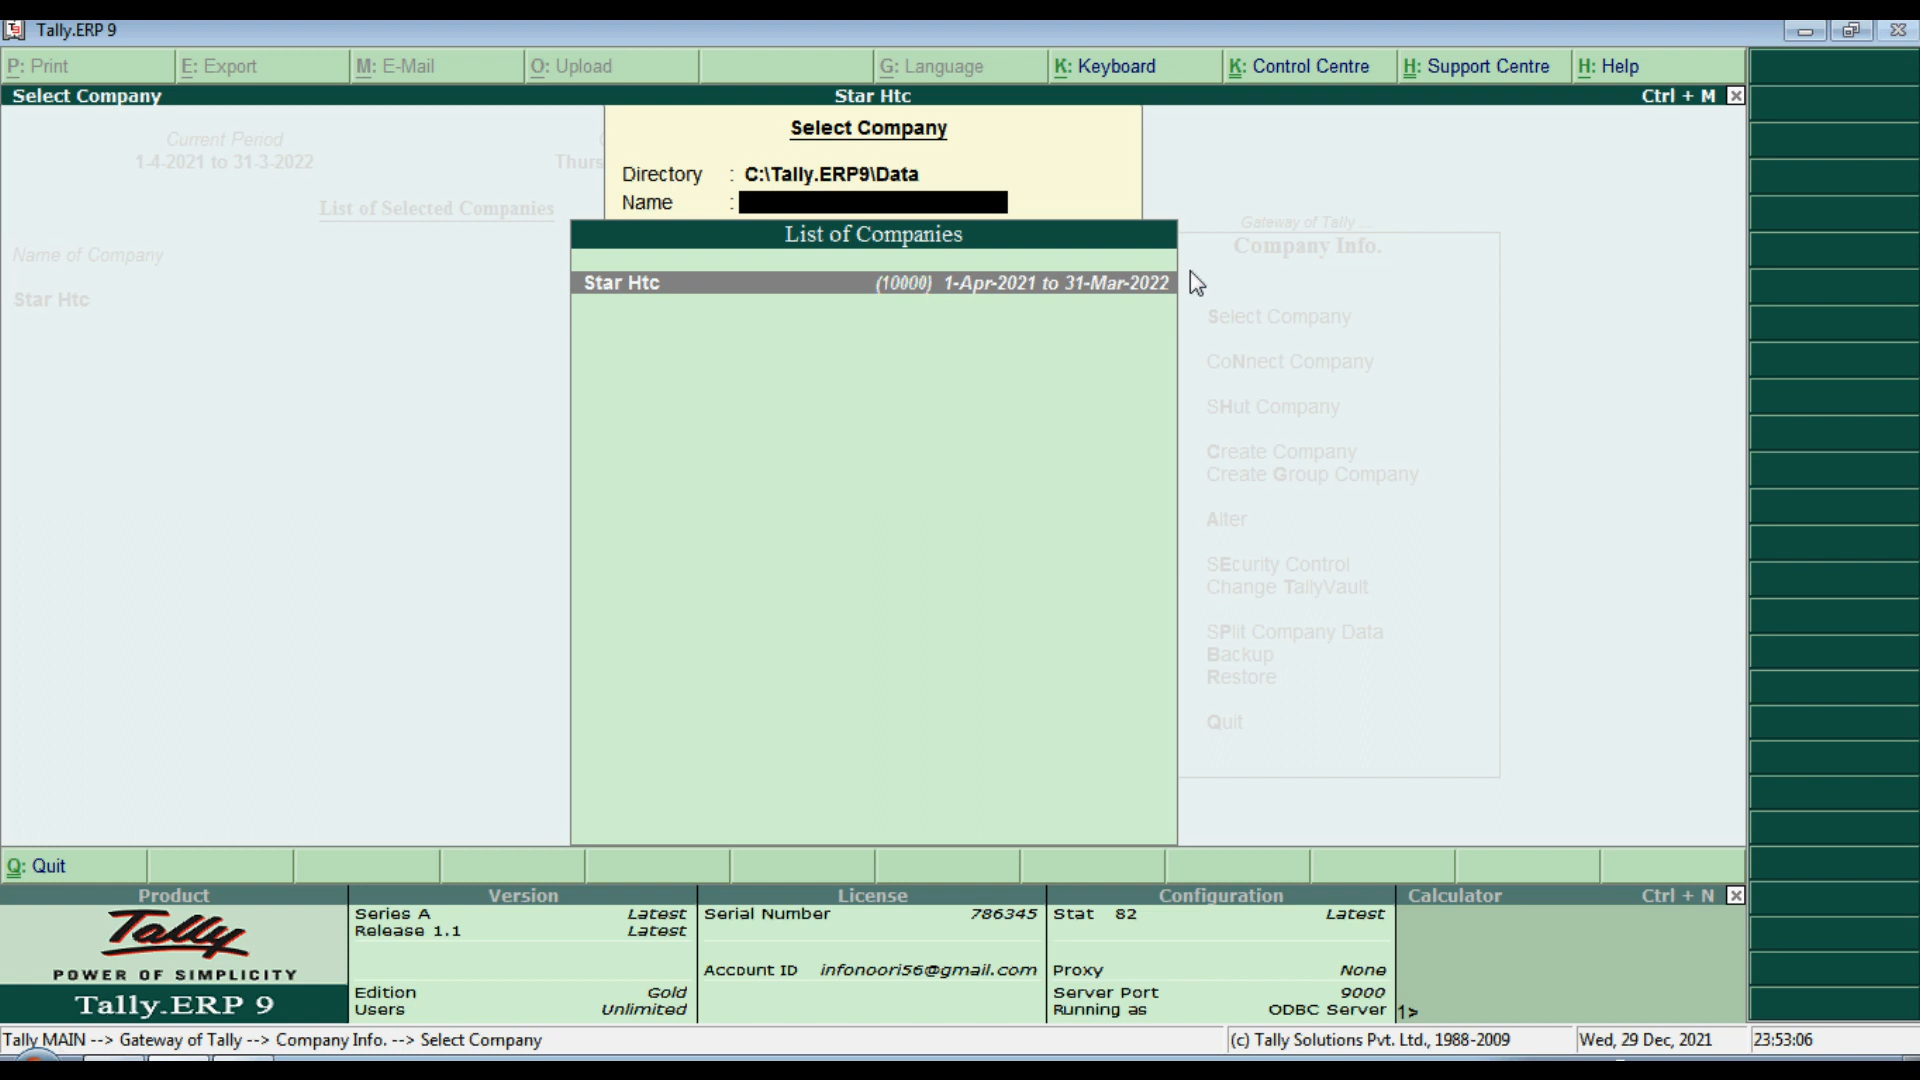 Tally.ERP 9
P: Print
E: Export
M: E-Mail
O: Upload
G: Language
K: Keyboard
K: Control Centre
H: Support Centre
H: Help
Select Company
Star Htc
Ctrl + M
Current Period
1-4-2021 to 31-3-2022
Thurs
List of Selected Companies
Name of Company
Star Htc
Select Company
Directory : C:\Tally.ERP9\Data
Name :
List of Companies
Star Htc (10000) 1-Apr-2021 to 31-Mar-2022
Gateway of Tally ....
Company Info.
Select Company
CoNnect Company
SHut Company
Create Company
Create Group Company
Alter
SEcurity Control
Change TallyVault
SPlit Company Data
Backup
Restore
Quit
Q: Quit
Product
Tally
POWER OF SIMPLICITY
Tally.ERP 9
Version
Series A Latest
Release 1.1 Latest
Edition Gold
Users Unlimited
License
Serial Number 786345
Account ID infonoori56@gmail.com
Configuration
Stat 82 Latest
Proxy None
Server Port 9000
Running as ODBC Server
Calculator Ctrl + N
1>
Tally MAIN --> Gateway of Tally --> Company Info. --> Select Company
(c) Tally Solutions Pvt. Ltd., 1988-2009
Wed, 29 Dec, 2021
23:53:06